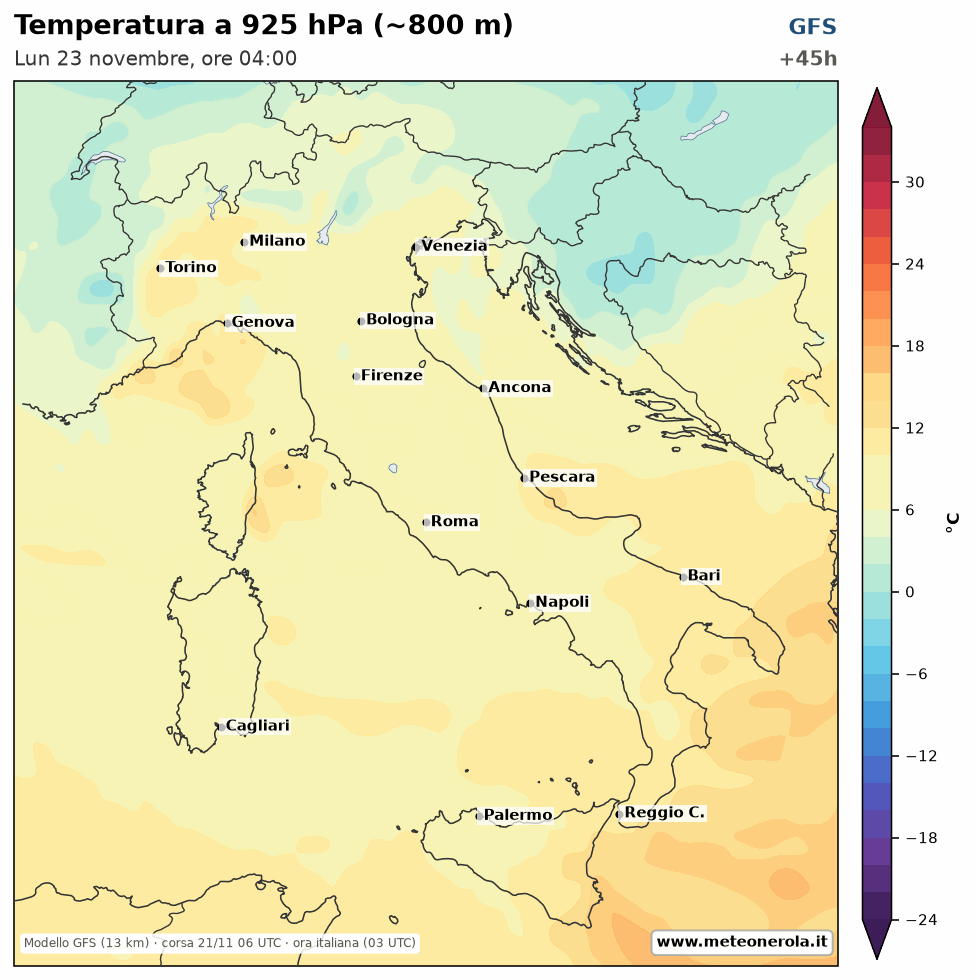 Temperatura a 925 hPa (~800 m)
GFS
Lun 23 novembre, ore 04:00
+45h
Milano
Venezia
Torino
Genova
Bologna
Firenze
Ancona
Pescara
Roma
Bari
Napoli
Cagliari
Palermo
Reggio C.
30
24
18
12
6
0
−6
−12
−18
−24
°C
Modello GFS (13 km) · corsa 21/11 06 UTC · ora italiana (03 UTC)
www.meteonerola.it